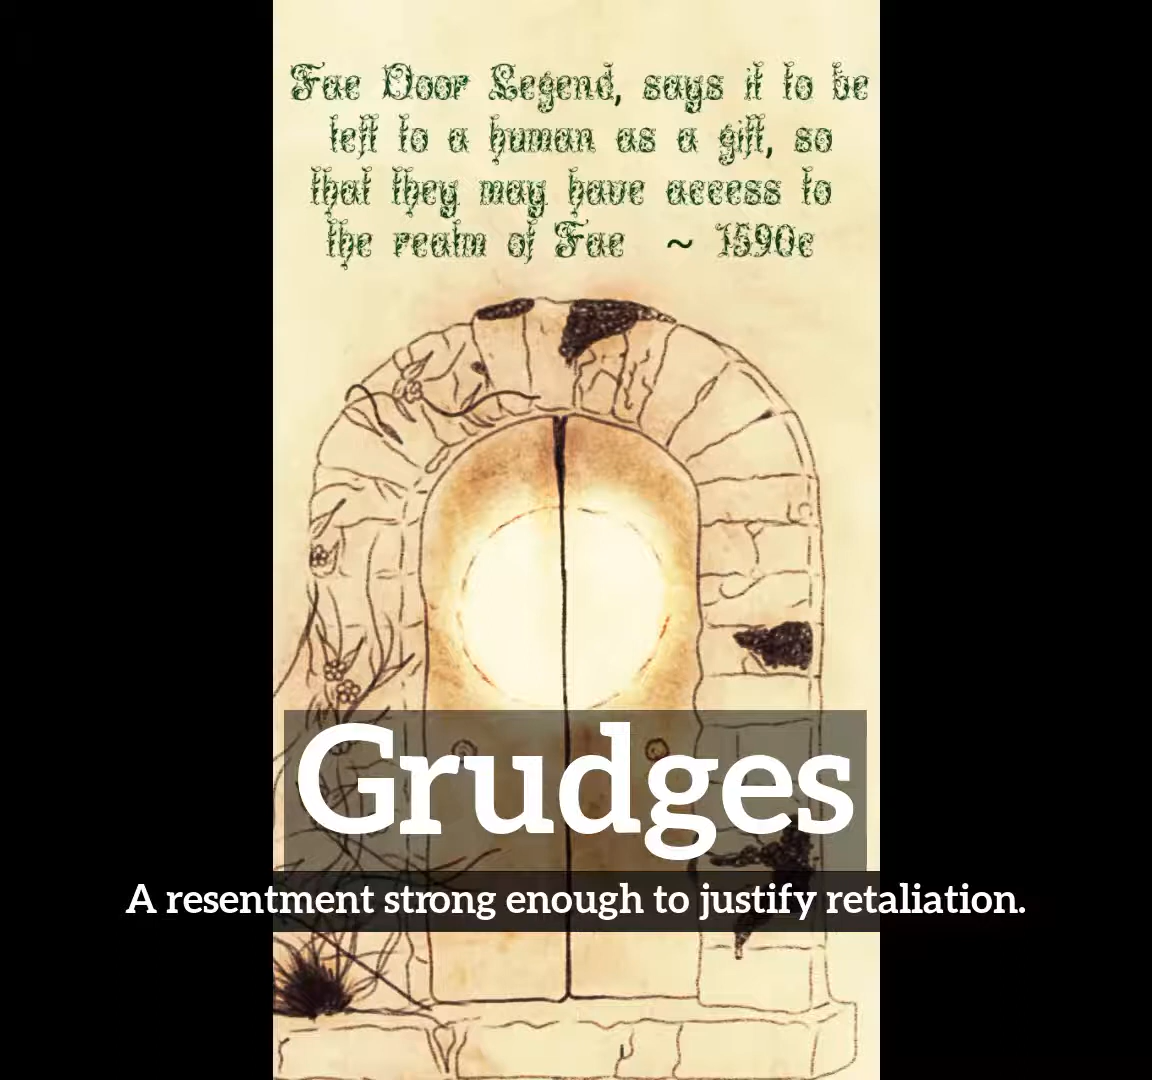 Fae Door Legend, says it to be
left to a human as a gift, so
that they may have access to
the realm of Fae ~ 1590c
Grudges
A resentment strong enough to justify retaliation.